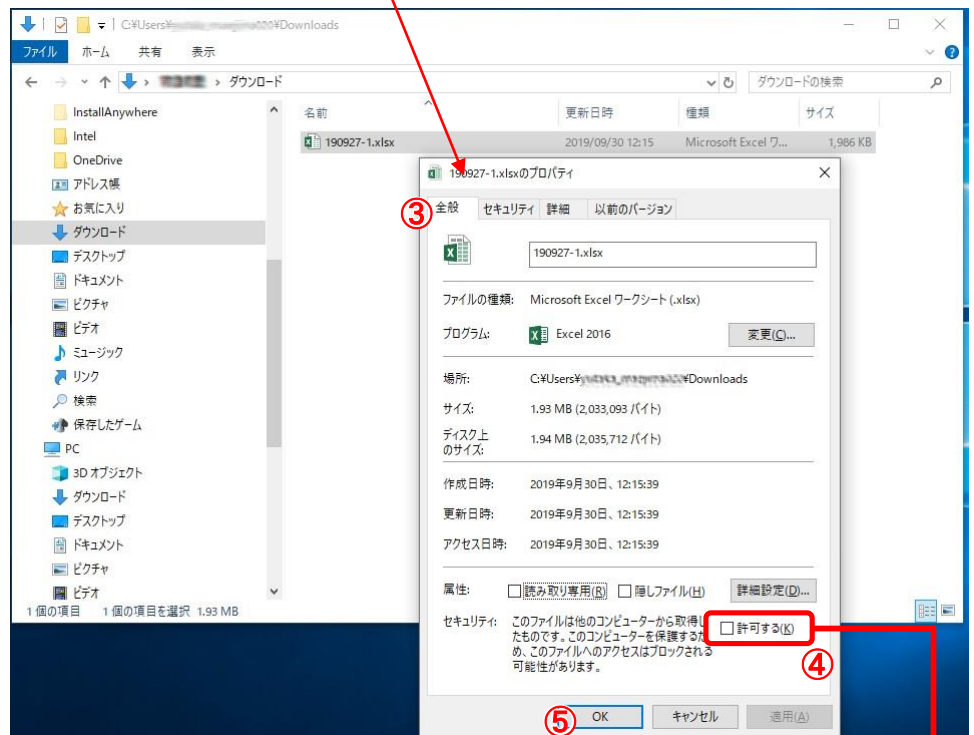 C:¥Users¥ ¥Downloads
ファイル ホーム 共有 表示
ダウンロード
ダウンロードの検索
InstallAnywhere
Intel
OneDrive
アドレス帳
お気に入り
ダウンロード
デスクトップ
ドキュメント
ピクチャ
ビデオ
ミュージック
リンク
検索
保存したゲーム
PC
3D オブジェクト
ダウンロード
デスクトップ
ドキュメント
ピクチャ
ビデオ
名前 更新日時 種類 サイズ
190927-1.xlsx 2019/09/30 12:15 Microsoft Excel ワ... 1,986 KB
190927-1.xlsxのプロパティ
③
全般 セキュリティ 詳細 以前のバージョン
190927-1.xlsx
ファイルの種類: Microsoft Excel ワークシート (.xlsx)
プログラム: Excel 2016 変更(C)...
場所: C:¥Users¥ ¥Downloads
サイズ: 1.93 MB (2,033,093 バイト)
ディスク上
のサイズ: 1.94 MB (2,035,712 バイト)
作成日時: 2019年9月30日、12:15:39
更新日時: 2019年9月30日、12:15:39
アクセス日時: 2019年9月30日、12:15:39
属性: 読み取り専用(R) 隠しファイル(H) 詳細設定(D)...
セキュリティ: このファイルは他のコンピューターから取得し
たものです。このコンピューターを保護するた
め、このファイルへのアクセスはブロックされる
可能性があります。
許可する(K)
④
⑤ OK キャンセル 適用(A)
1 個の項目 1 個の項目を選択 1.93 MB